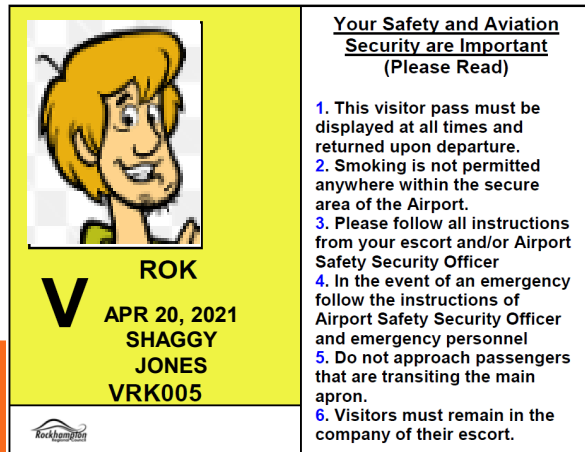 ROK
V
APR 20, 2021
SHAGGY
JONES
VRK005
Rockhampton
Regional Council
Your Safety and Aviation
Security are Important
(Please Read)
1. This visitor pass must be
displayed at all times and
returned upon departure.
2. Smoking is not permitted
anywhere within the secure
area of the Airport.
3. Please follow all instructions
from your escort and/or Airport
Safety Security Officer
4. In the event of an emergency
follow the instructions of
Airport Safety Security Officer
and emergency personnel
5. Do not approach passengers
that are transiting the main
apron.
6. Visitors must remain in the
company of their escort.